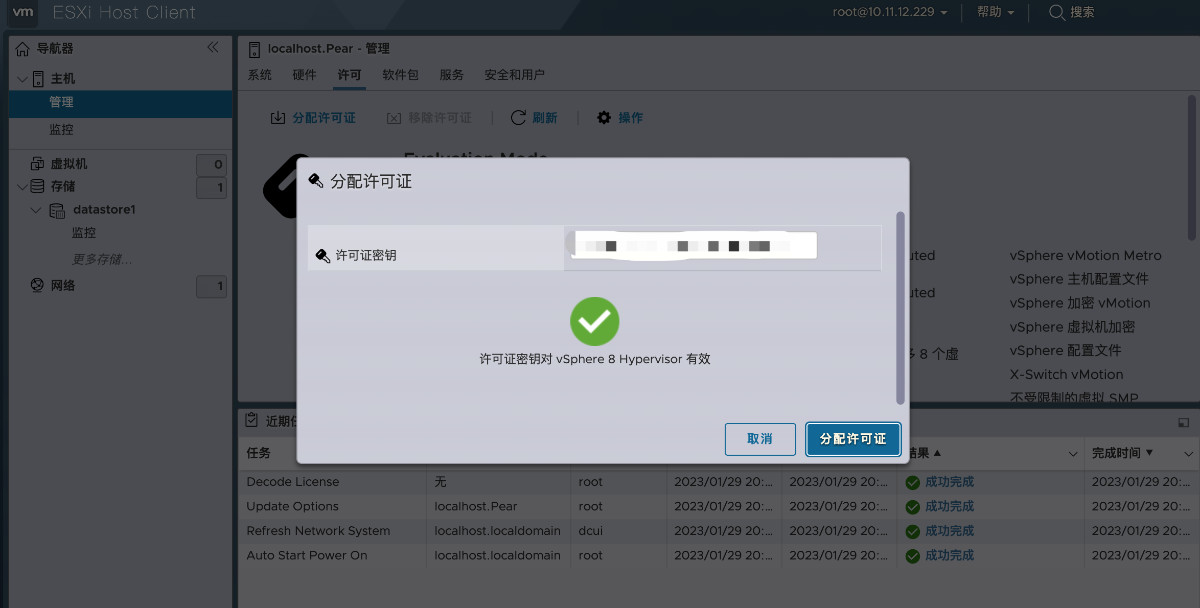 vm ESXi Host Client root@10.11.12.229 帮助 搜索
导航器
主机
管理
监控
虚拟机 0
存储 1
datastore1
监控
更多存储...
网络 1
localhost.Pear - 管理
系统 硬件 许可 软件包 服务 安全和用户
分配许可证 移除许可证 刷新 操作
Evaluation Mode
分配许可证
许可证密钥
许可证密钥对 vSphere 8 Hypervisor 有效
取消 分配许可证
uted
uted
8 个虚
vSphere vMotion Metro
vSphere 主机配置文件
vSphere 加密 vMotion
vSphere 虚拟机加密
vSphere 配置文件
X-Switch vMotion
不受限制的虚拟 SMP
近期任
任务 结果 完成时间
Decode License 无 root 2023/01/29 20:... 2023/01/29 20:... 成功完成 2023/01/29 20:...
Update Options localhost.Pear root 2023/01/29 20:... 2023/01/29 20:... 成功完成 2023/01/29 20:...
Refresh Network System localhost.localdomain dcui 2023/01/29 20:... 2023/01/29 20:... 成功完成 2023/01/29 20:...
Auto Start Power On localhost.localdomain root 2023/01/29 20:... 2023/01/29 20:... 成功完成 2023/01/29 20:...